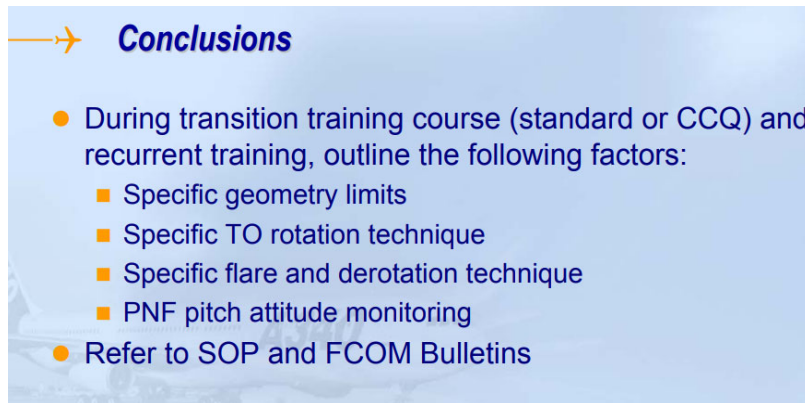 Conclusions
During transition training course (standard or CCQ) and
recurrent training, outline the following factors:
Specific geometry limits
Specific TO rotation technique
Specific flare and derotation technique
PNF pitch attitude monitoring
A340
Refer to SOP and FCOM Bulletins